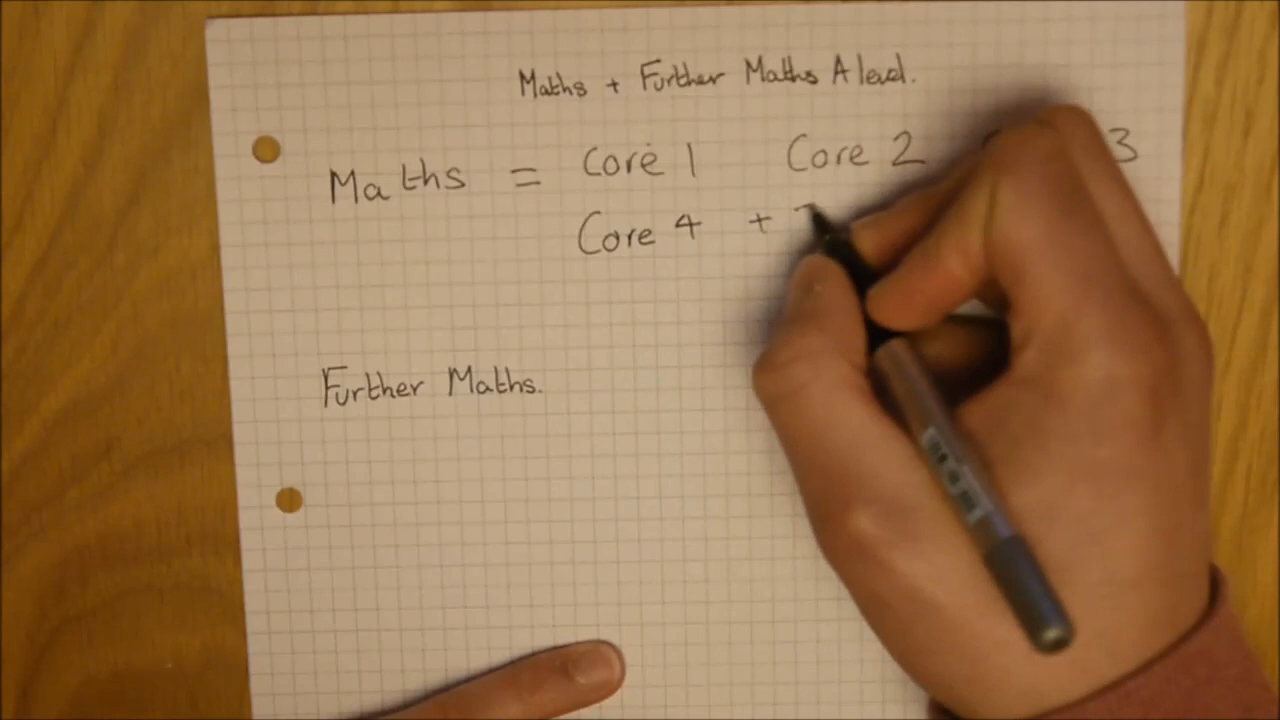 Maths + Further Maths A level.
Maths = Core 1 Core 2 3
Core 4 +
Further Maths.